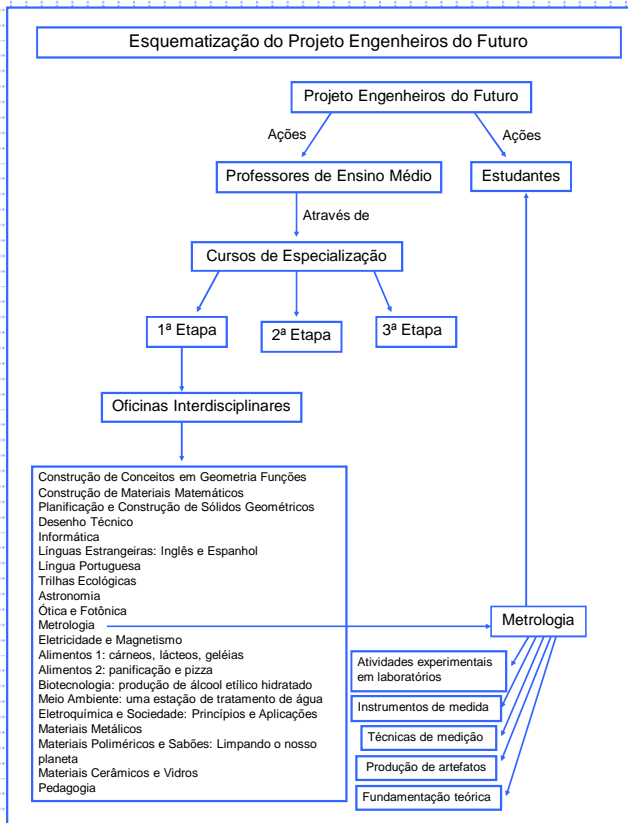 Esquematização do Projeto Engenheiros do Futuro
Projeto Engenheiros do Futuro
Ações
Ações
Professores de Ensino Médio
Estudantes
Através de
Cursos de Especialização
1ª Etapa
2ª Etapa
3ª Etapa
Oficinas Interdisciplinares
Construção de Conceitos em Geometria Funções
Construção de Materiais Matemáticos
Planificação e Construção de Sólidos Geométricos
Desenho Técnico
Informática
Línguas Estrangeiras: Inglês e Espanhol
Língua Portuguesa
Trilhas Ecológicas
Astronomia
Ótica e Fotônica
Metrologia
Eletricidade e Magnetismo
Alimentos 1: cárneos, lácteos, geléias
Alimentos 2: panificação e pizza
Biotecnologia: produção de álcool etílico hidratado
Meio Ambiente: uma estação de tratamento de água
Eletroquímica e Sociedade: Princípios e Aplicações
Materiais Metálicos
Materiais Poliméricos e Sabões: Limpando o nosso
planeta
Materiais Cerâmicos e Vidros
Pedagogia
Metrologia
Atividades experimentais
em laboratórios
Instrumentos de medida
Técnicas de medição
Produção de artefatos
Fundamentação teórica